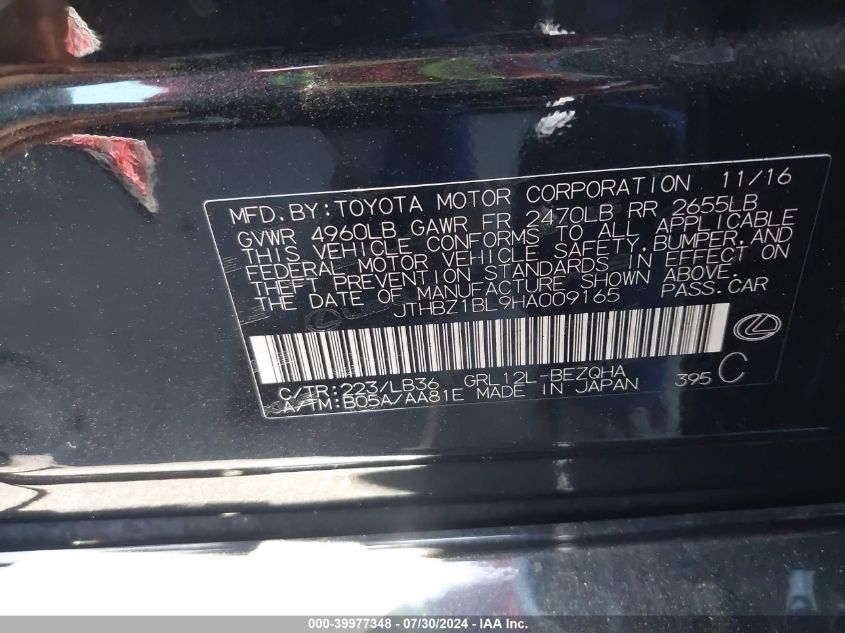 MFD.BY:TOYOTA MOTOR CORPORATION 11/16
GVWR 4960LB GAWR FR 2470LB RR 2655LB
THIS VEHICLE CONFORMS TO ALL APPLICABLE
FEDERAL MOTOR VEHICLE SAFETY,BUMPER,AND
THEFT PREVENTION STANDARDS IN EFFECT ON
THE DATE OF MANUFACTURE SHOWN ABOVE.
JTHBZ1BL9HA009165 PASS.CAR
C/TR:223/LB36 GRL12L-BEZQHA
A/TM:B05A/AA81E MADE IN JAPAN 395 C
000-39977348 - 07/30/2024 - IAA Inc.